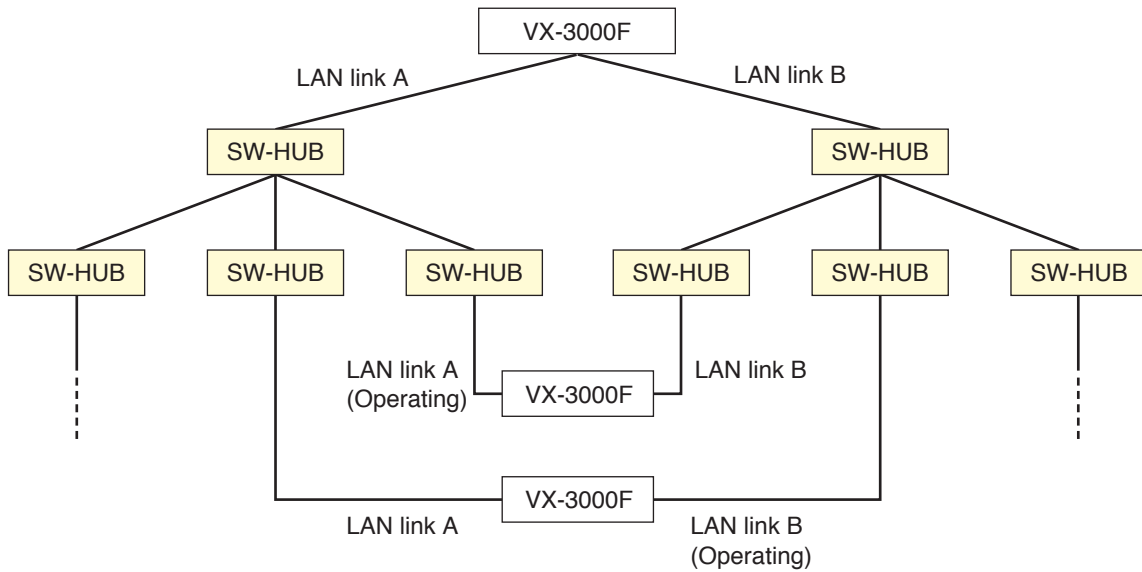 VX-3000F
LAN link A
LAN link B
SW-HUB
SW-HUB
SW-HUB
SW-HUB
SW-HUB
SW-HUB
SW-HUB
SW-HUB
LAN link A
(Operating)
VX-3000F
LAN link B
VX-3000F
LAN link A
LAN link B
(Operating)